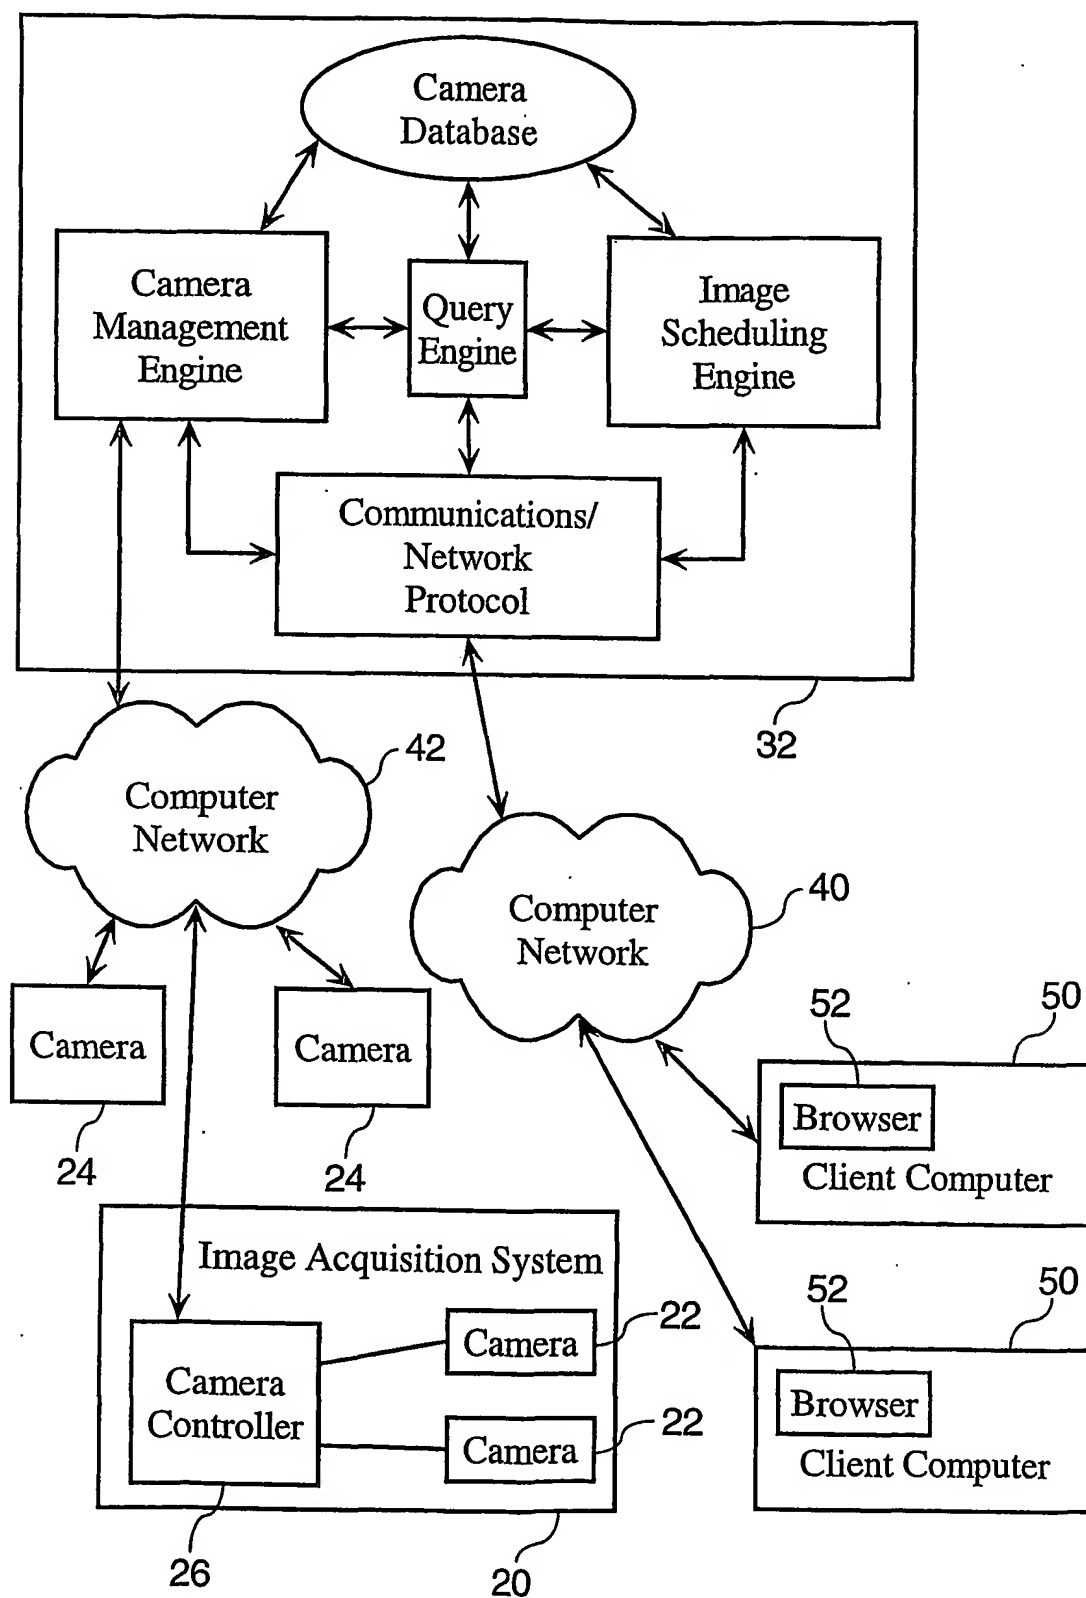 Camera
Database
Camera
Management
Engine
Query
Engine
Image
Scheduling
Engine
Communications/
Network
Protocol
32
42
Computer
Network
40
Computer
Network
Camera
Camera
24
24
52
50
Browser
Client Computer
Image Acquisition System
22
Camera
Camera
Controller
22
Camera
26
20
52
50
Browser
Client Computer